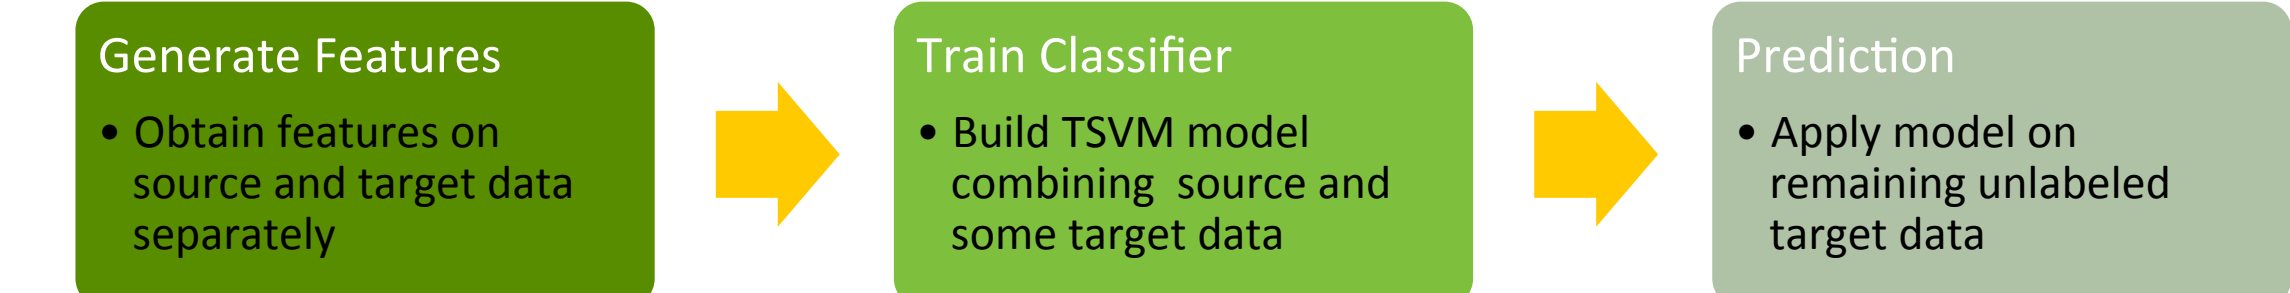 Generate Features
• Obtain features on
source and target data
separately
Train Classifier
• Build TSVM model
combining  source and
some target data
Prediction
• Apply model on
remaining unlabeled
target data